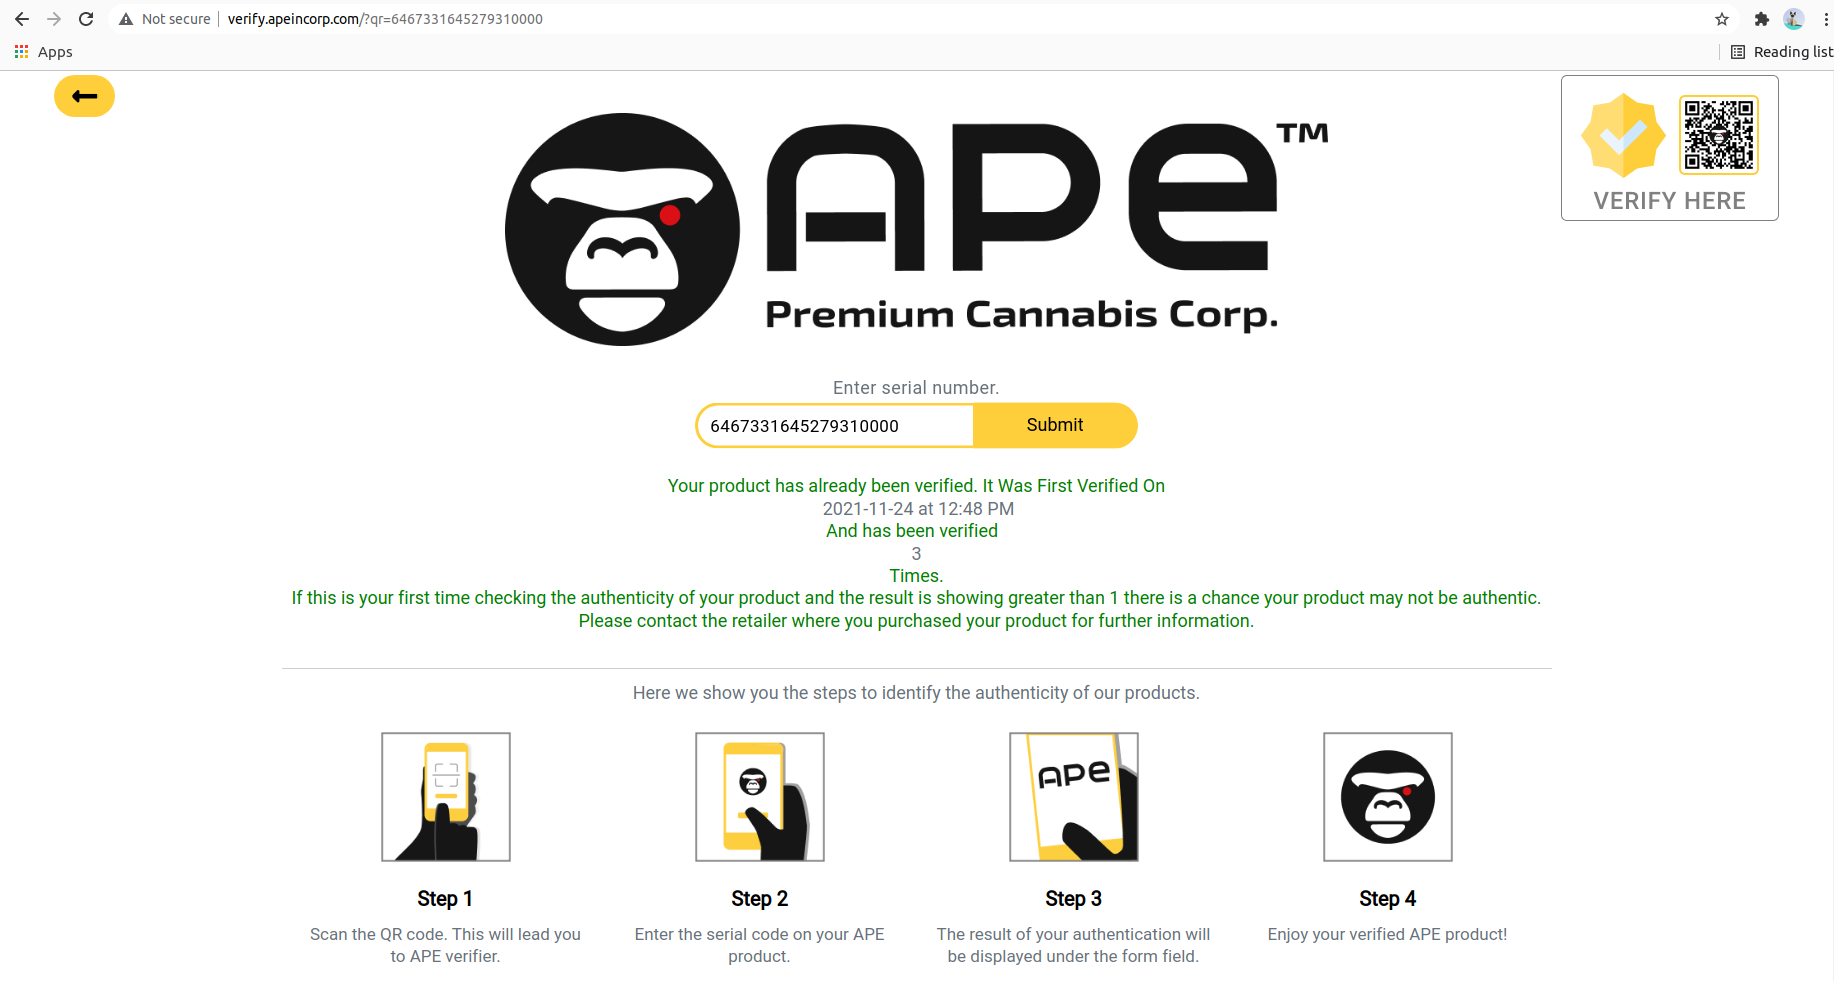 Not secure
verify.apeincorp.com/?qr=6467331645279310000
Apps
Reading list
APE™
Premium Cannabis Corp.
VERIFY HERE
Enter serial number.
6467331645279310000
Submit
Your product has already been verified. It Was First Verified On
2021-11-24 at 12:48 PM
And has been verified
3
Times.
If this is your first time checking the authenticity of your product and the result is showing greater than 1 there is a chance your product may not be authentic.
Please contact the retailer where you purchased your product for further information.
Here we show you the steps to identify the authenticity of our products.
APE
Step 1
Scan the QR code. This will lead you
to APE verifier.
Step 2
Enter the serial code on your APE
product.
Step 3
The result of your authentication will
be displayed under the form field.
Step 4
Enjoy your verified APE product!